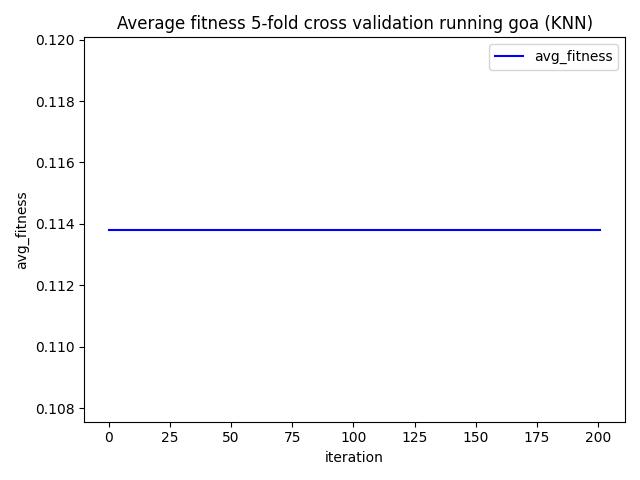 Average fitness 5-fold cross validation running goa (KNN)
avg_fitness
0.120
0.118
0.116
0.114
0.112
0.110
0.108
avg_fitness
0 25 50 75 100 125 150 175 200
iteration